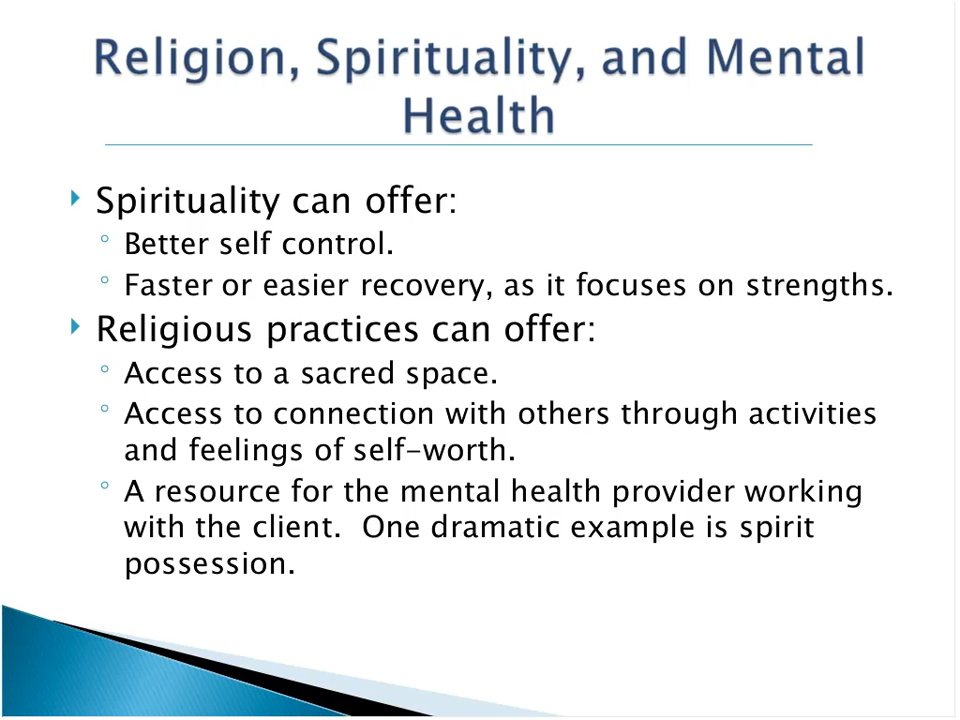 Religion, Spirituality, and Mental
Health
Spirituality can offer:
Better self control.
Faster or easier recovery, as it focuses on strengths.
Religious practices can offer:
Access to a sacred space.
Access to connection with others through activities
and feelings of self-worth.
A resource for the mental health provider working
with the client.  One dramatic example is spirit
possession.